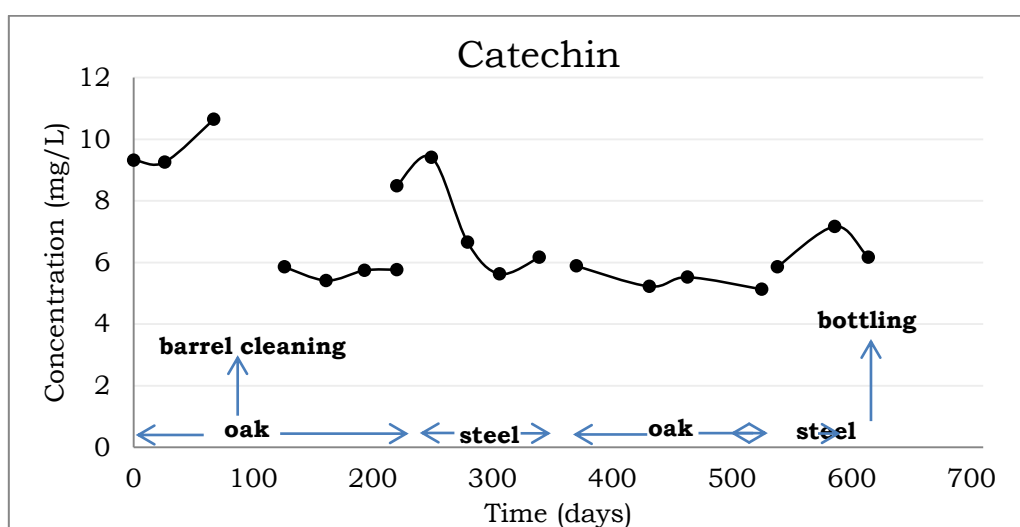 Catechin
12
10
8
6
4
2
0
Concentration (mg/L)
barrel cleaning
bottling
oak
steel
oak
steel
0 100 200 300 400 500 600 700
Time (days)